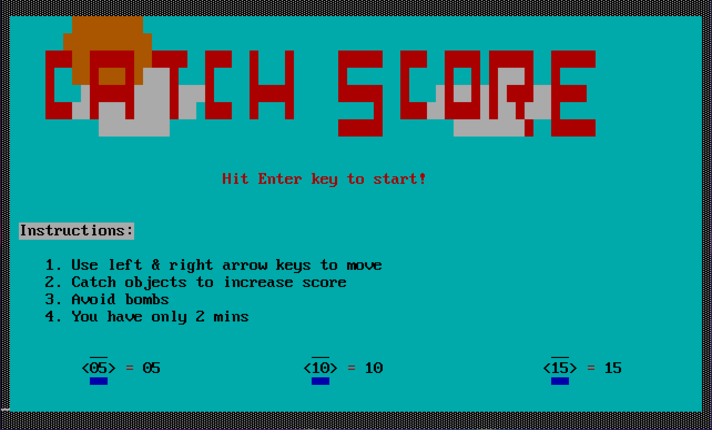 CATCH SCORE
Hit Enter key to start!
Instructions:
1. Use left & right arrow keys to move
2. Catch objects to increase score
3. Avoid bombs
4. You have only 2 mins
<05> = 05 <10> = 10 <15> = 15